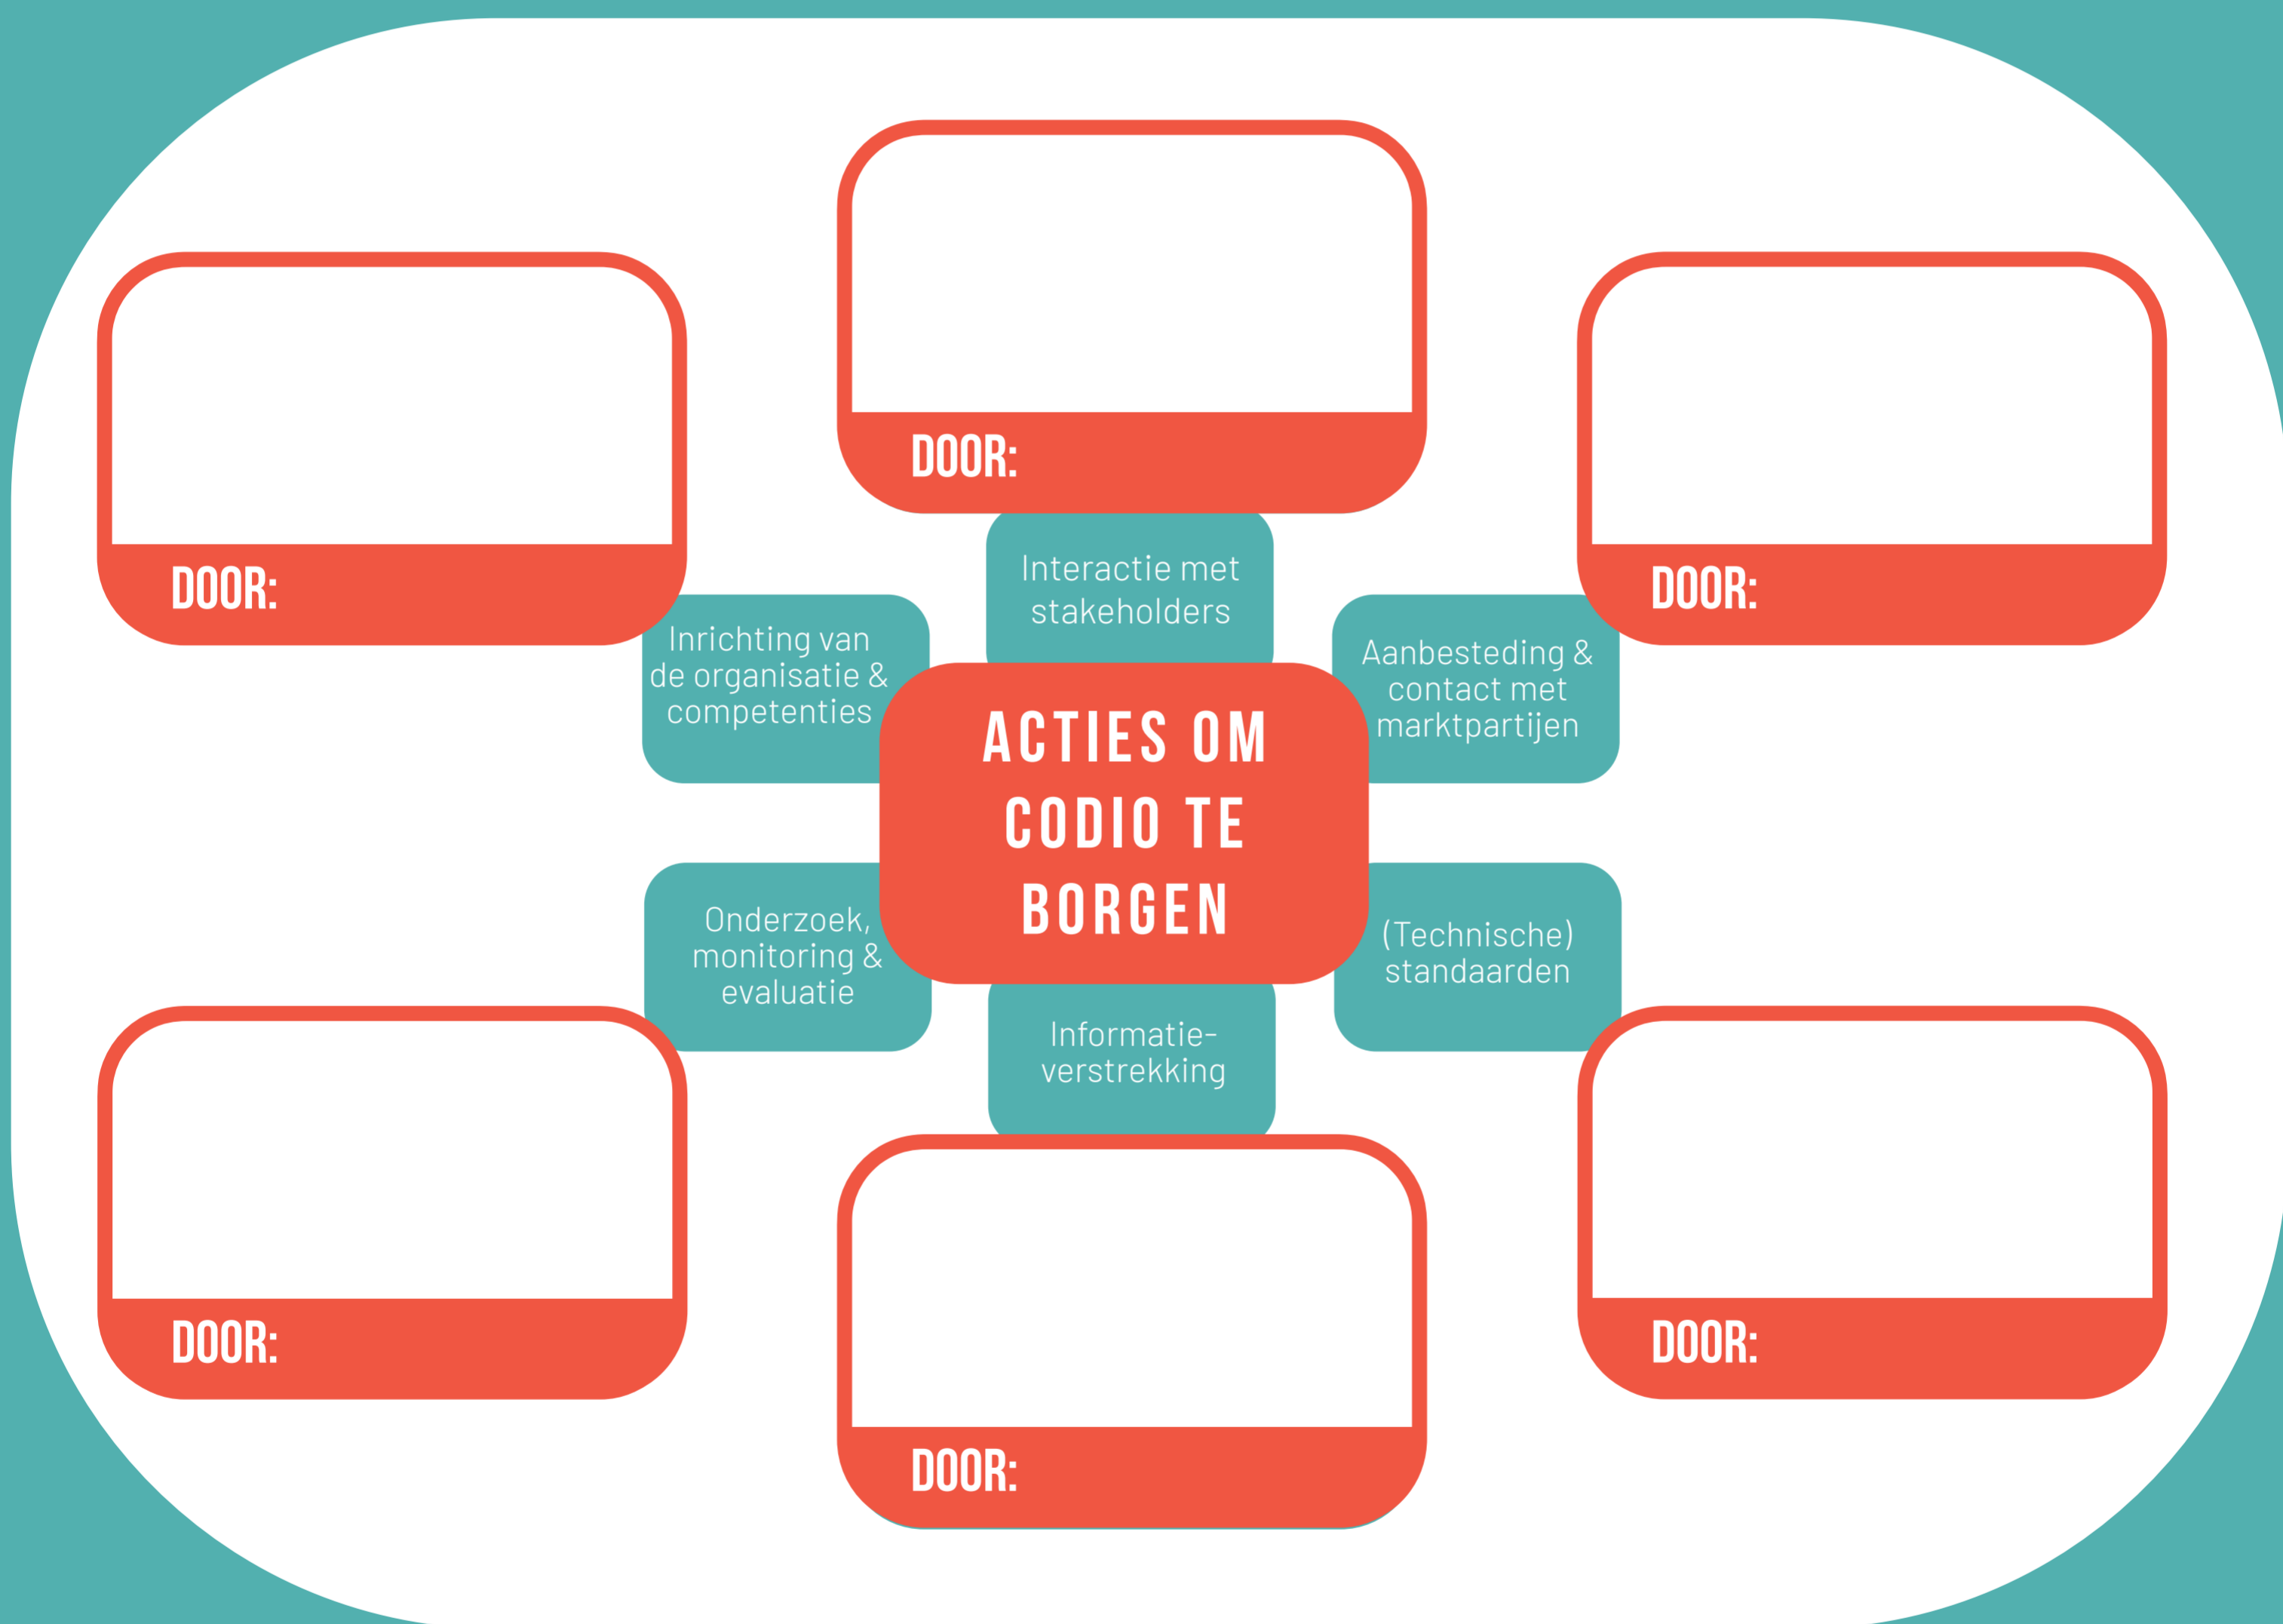 DOOR:
DOOR:
DOOR:
Interactie met
stakeholders
Inrichting van
de organisatie &
competenties
Aanbesteding &
contact met
marktpartijen
ACTIES OM
CODIO TE
BORGEN
Onderzoek,
monitoring &
evaluatie
(Technische)
standaarden
Informatie-
verstrekking
DOOR:
DOOR:
DOOR: